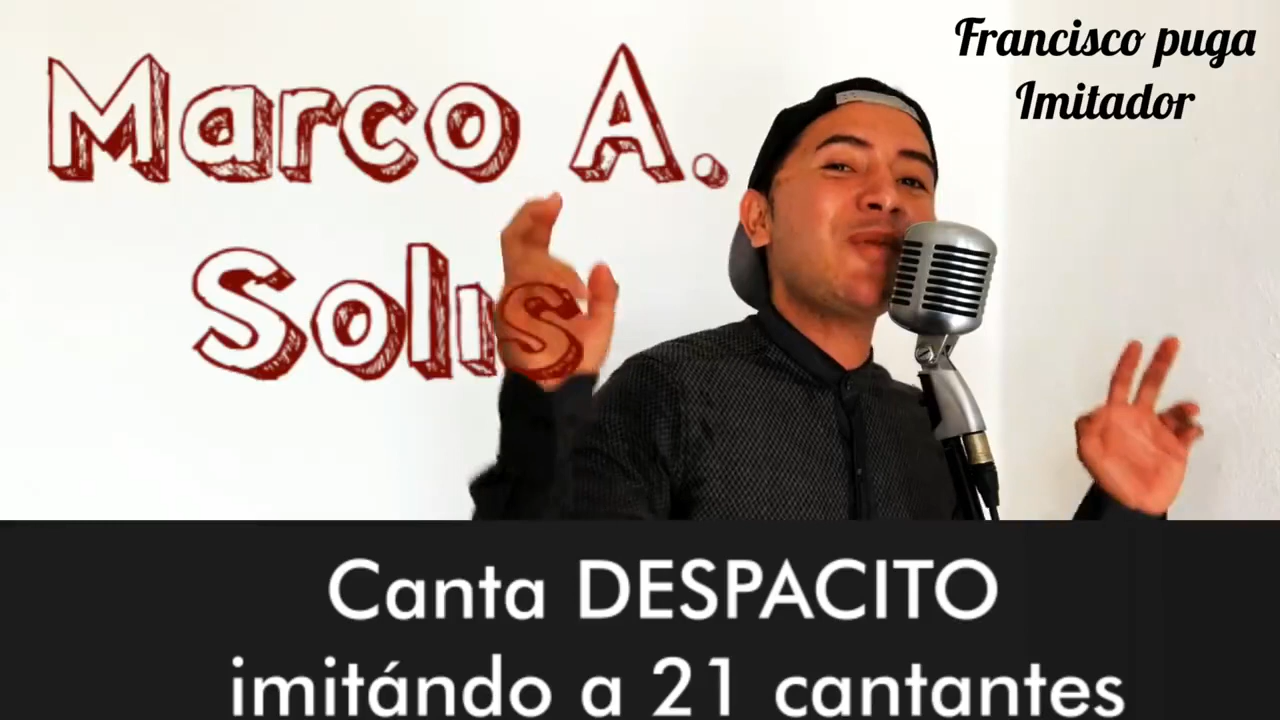 Francisco puga
Imitador
Marco A.
Solis
Canta DESPACITO
imitándo a 21 cantantes